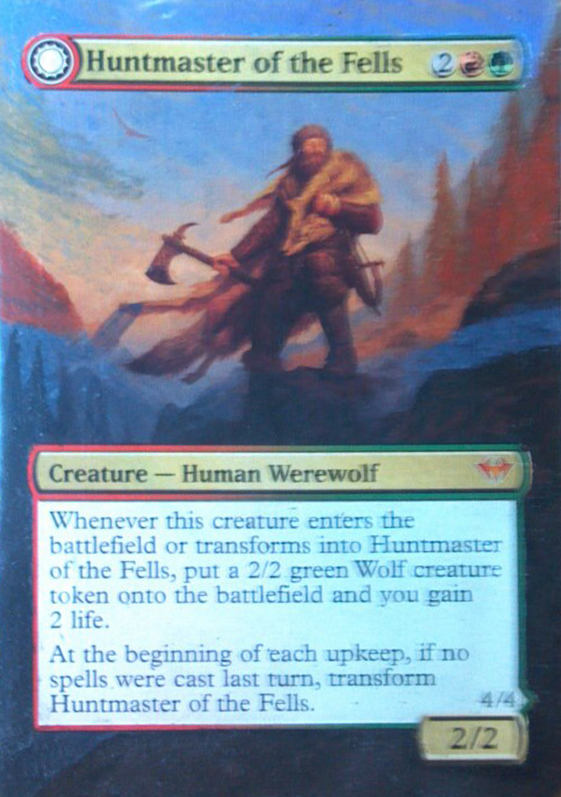 Huntmaster of the Fells 2
Creature — Human Werewolf
Whenever this creature enters the
battlefield or transforms into Huntmaster
of the Fells, put a 2/2 green Wolf creature
token onto the battlefield and you gain
2 life.
At the beginning of each upkeep, if no
spells were cast last turn, transform
Huntmaster of the Fells.
4/4
2/2